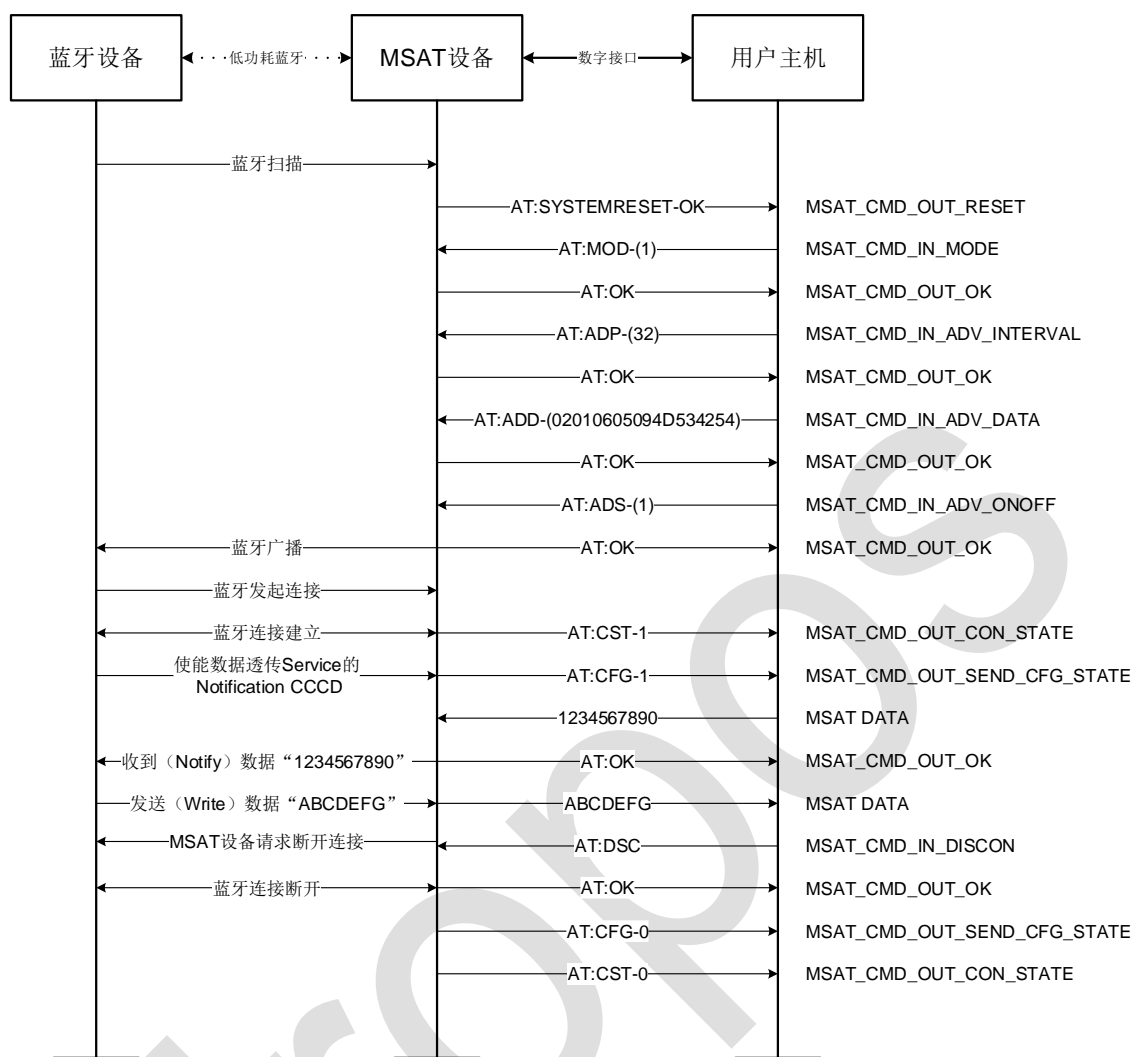 蓝牙设备 低功耗蓝牙 MSAT设备 数字接口 用户主机
蓝牙扫描
AT:SYSTEMRESET-OK MSAT_CMD_OUT_RESET
AT:MOD-(1) MSAT_CMD_IN_MODE
AT:OK MSAT_CMD_OUT_OK
AT:ADP-(32) MSAT_CMD_IN_ADV_INTERVAL
AT:OK MSAT_CMD_OUT_OK
AT:ADD-(02010605094D534254) MSAT_CMD_IN_ADV_DATA
AT:OK MSAT_CMD_OUT_OK
AT:ADS-(1) MSAT_CMD_IN_ADV_ONOFF
蓝牙广播 AT:OK MSAT_CMD_OUT_OK
蓝牙发起连接
蓝牙连接建立 AT:CST-1 MSAT_CMD_OUT_CON_STATE
使能数据透传Service的
Notification CCCD AT:CFG-1 MSAT_CMD_OUT_SEND_CFG_STATE
1234567890 MSAT DATA
收到（Notify）数据“1234567890” AT:OK MSAT_CMD_OUT_OK
发送（Write）数据“ABCDEFG” ABCDEFG MSAT DATA
MSAT设备请求断开连接 AT:DSC MSAT_CMD_IN_DISCON
蓝牙连接断开 AT:OK MSAT_CMD_OUT_OK
AT:CFG-0 MSAT_CMD_OUT_SEND_CFG_STATE
AT:CST-0 MSAT_CMD_OUT_CON_STATE